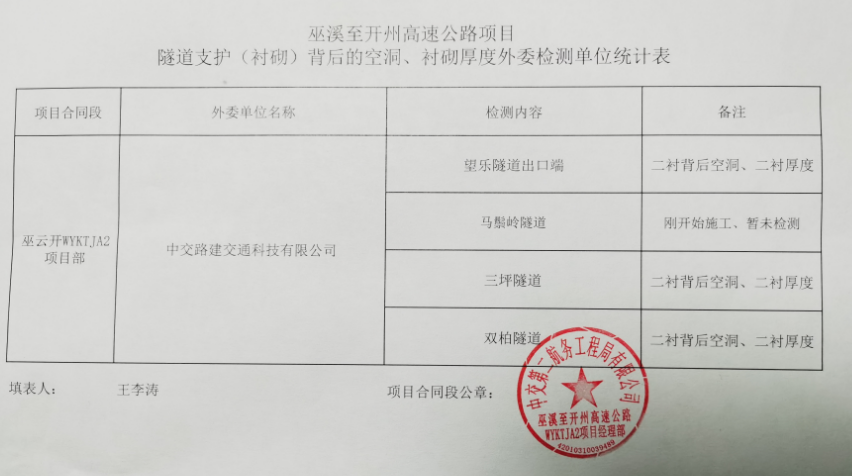 巫溪至开州高速公路项目
隧道支护（衬砌）背后的空洞、衬砌厚度外委检测单位统计表
项目合同段 外委单位名称 检测内容 备注
望乐隧道出口端 二衬背后空洞、二衬厚度
马鬃岭隧道 刚开始施工、暂未检测
巫云开WYKTJA2
项目部
中交路建交通科技有限公司
三坪隧道 二衬背后空洞、二衬厚度
双柏隧道 二衬背后空洞、二衬厚度
填表人： 王李涛 项目合同段公章：
中交第二航务工程局有限公司
巫溪至开州高速公路
WYKTJA2项目经理部
42010310039489